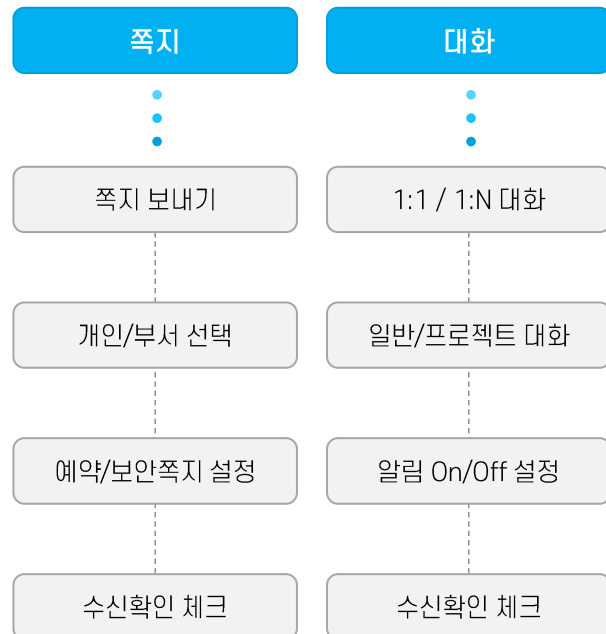 쪽지
대화
쪽지 보내기
1:1 / 1:N 대화
개인/부서 선택
일반/프로젝트 대화
예약/보안쪽지 설정
알림 On/Off 설정
수신확인 체크
수신확인 체크